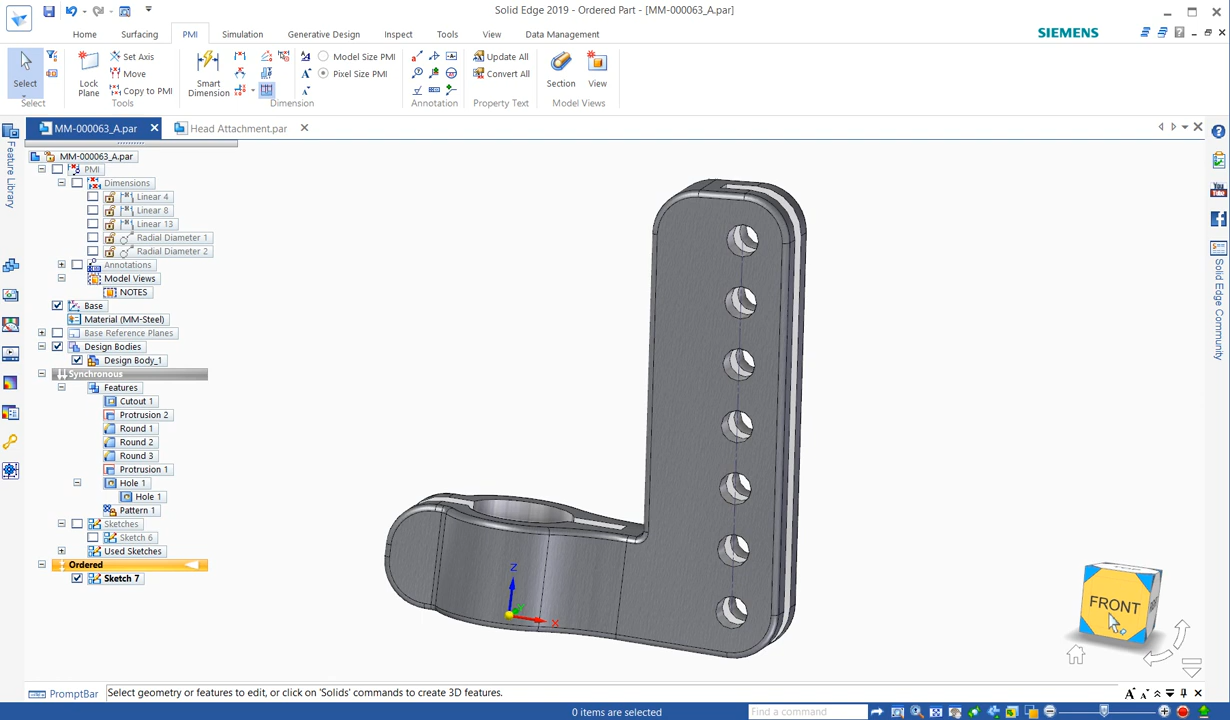 Solid Edge 2019 - Ordered Part - [MM-000063_A.par]
Home
Surfacing
PMI
Simulation
Generative Design
Inspect
Tools
View
Data Management
SIEMENS
Select
Select
Lock
Plane
Set Axis
Move
Copy to PMI
Tools
Smart
Dimension
Model Size PMI
Pixel Size PMI
Dimension
Annotation
Update All
Convert All
Property Text
Section
View
Model Views
MM-000063_A.par
Head Attachment.par
Feature Library
MM-000063_A.par
PMI
Dimensions
Linear 4
Linear 8
Linear 13
Radial Diameter 1
Radial Diameter 2
Annotations
Model Views
NOTES
Base
Material (MM-Steel)
Base Reference Planes
Design Bodies
Design Body_1
Synchronous
Features
Cutout 1
Protrusion 2
Round 1
Round 2
Round 3
Protrusion 1
Hole 1
Hole 1
Pattern 1
Sketches
Sketch 6
Used Sketches
Ordered
Sketch 7
Z
X
FRONT
You
Tube
Solid Edge Community
PromptBar
Select geometry or features to edit, or click on 'Solids' commands to create 3D features.
0 items are selected
Find a command